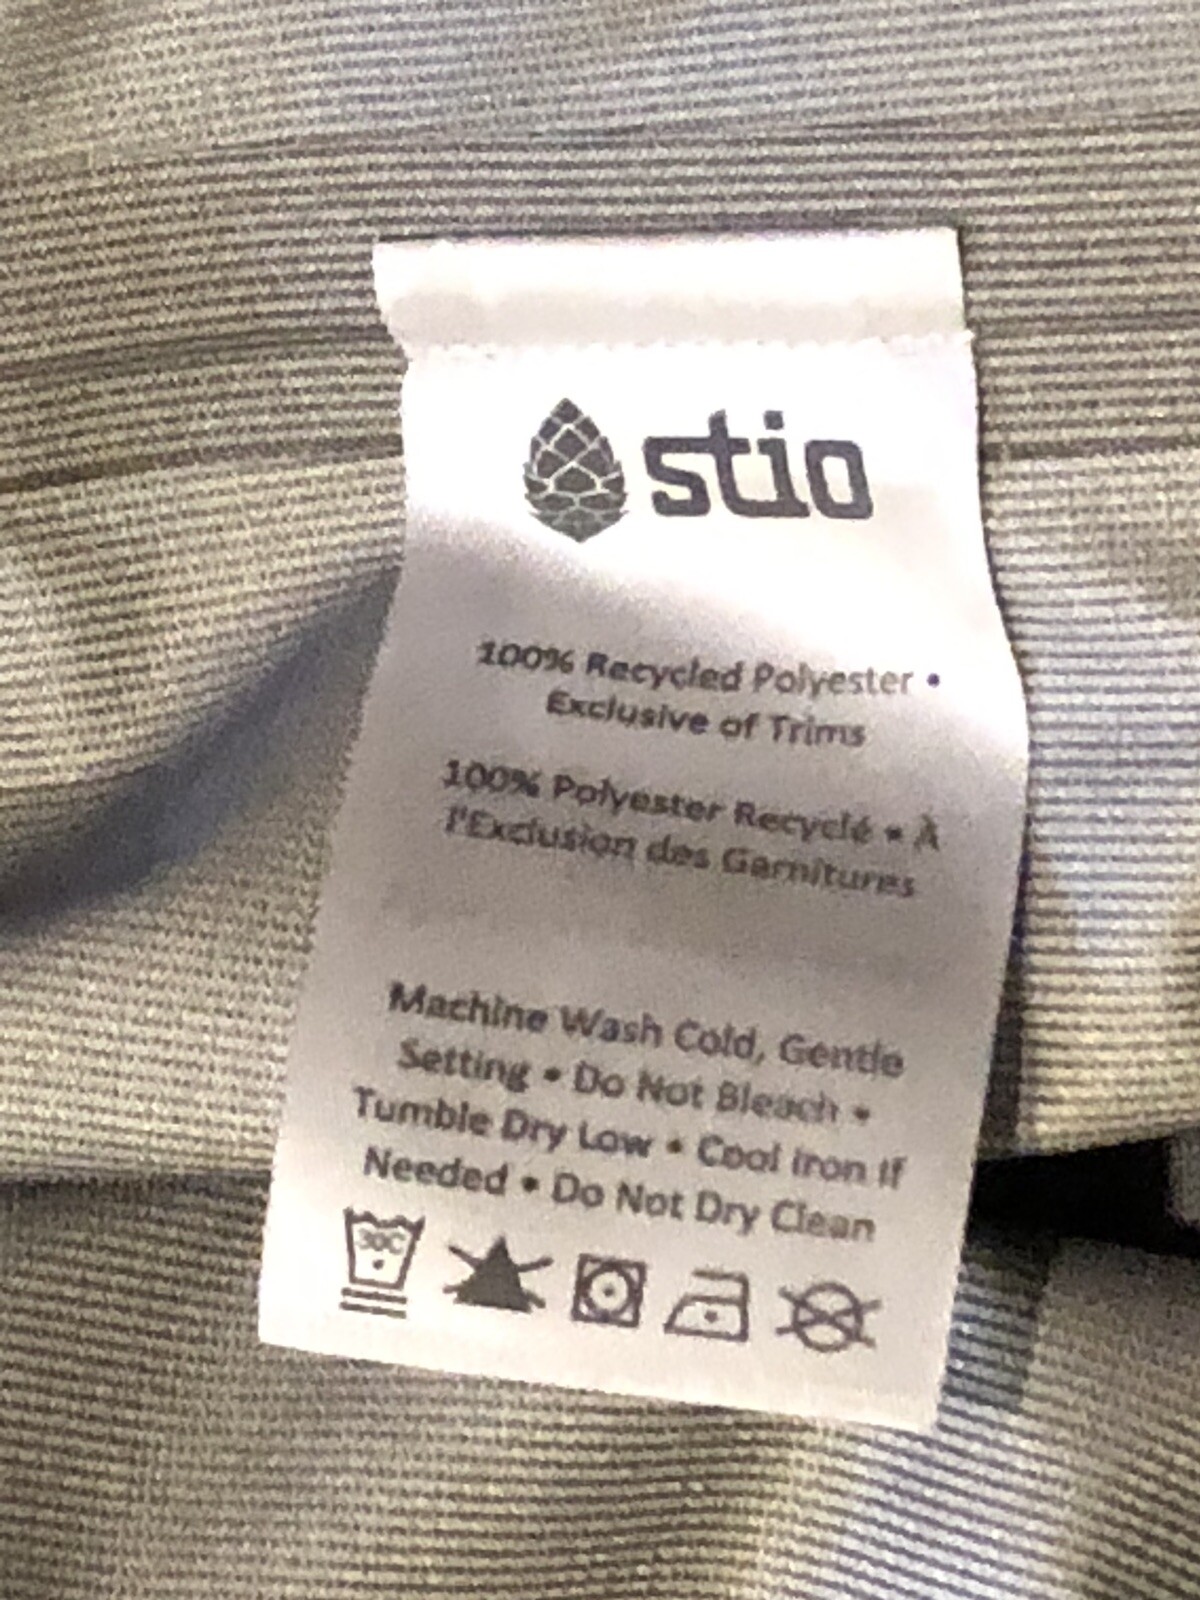 stio
100% Recycled Polyester •
Exclusive of Trims
100% Polyester Recyclé • À
l'Exclusion des Garnitures
Machine Wash Cold, Gentle
Setting • Do Not Bleach •
Tumble Dry Low • Cool Iron If
Needed • Do Not Dry Clean
30C